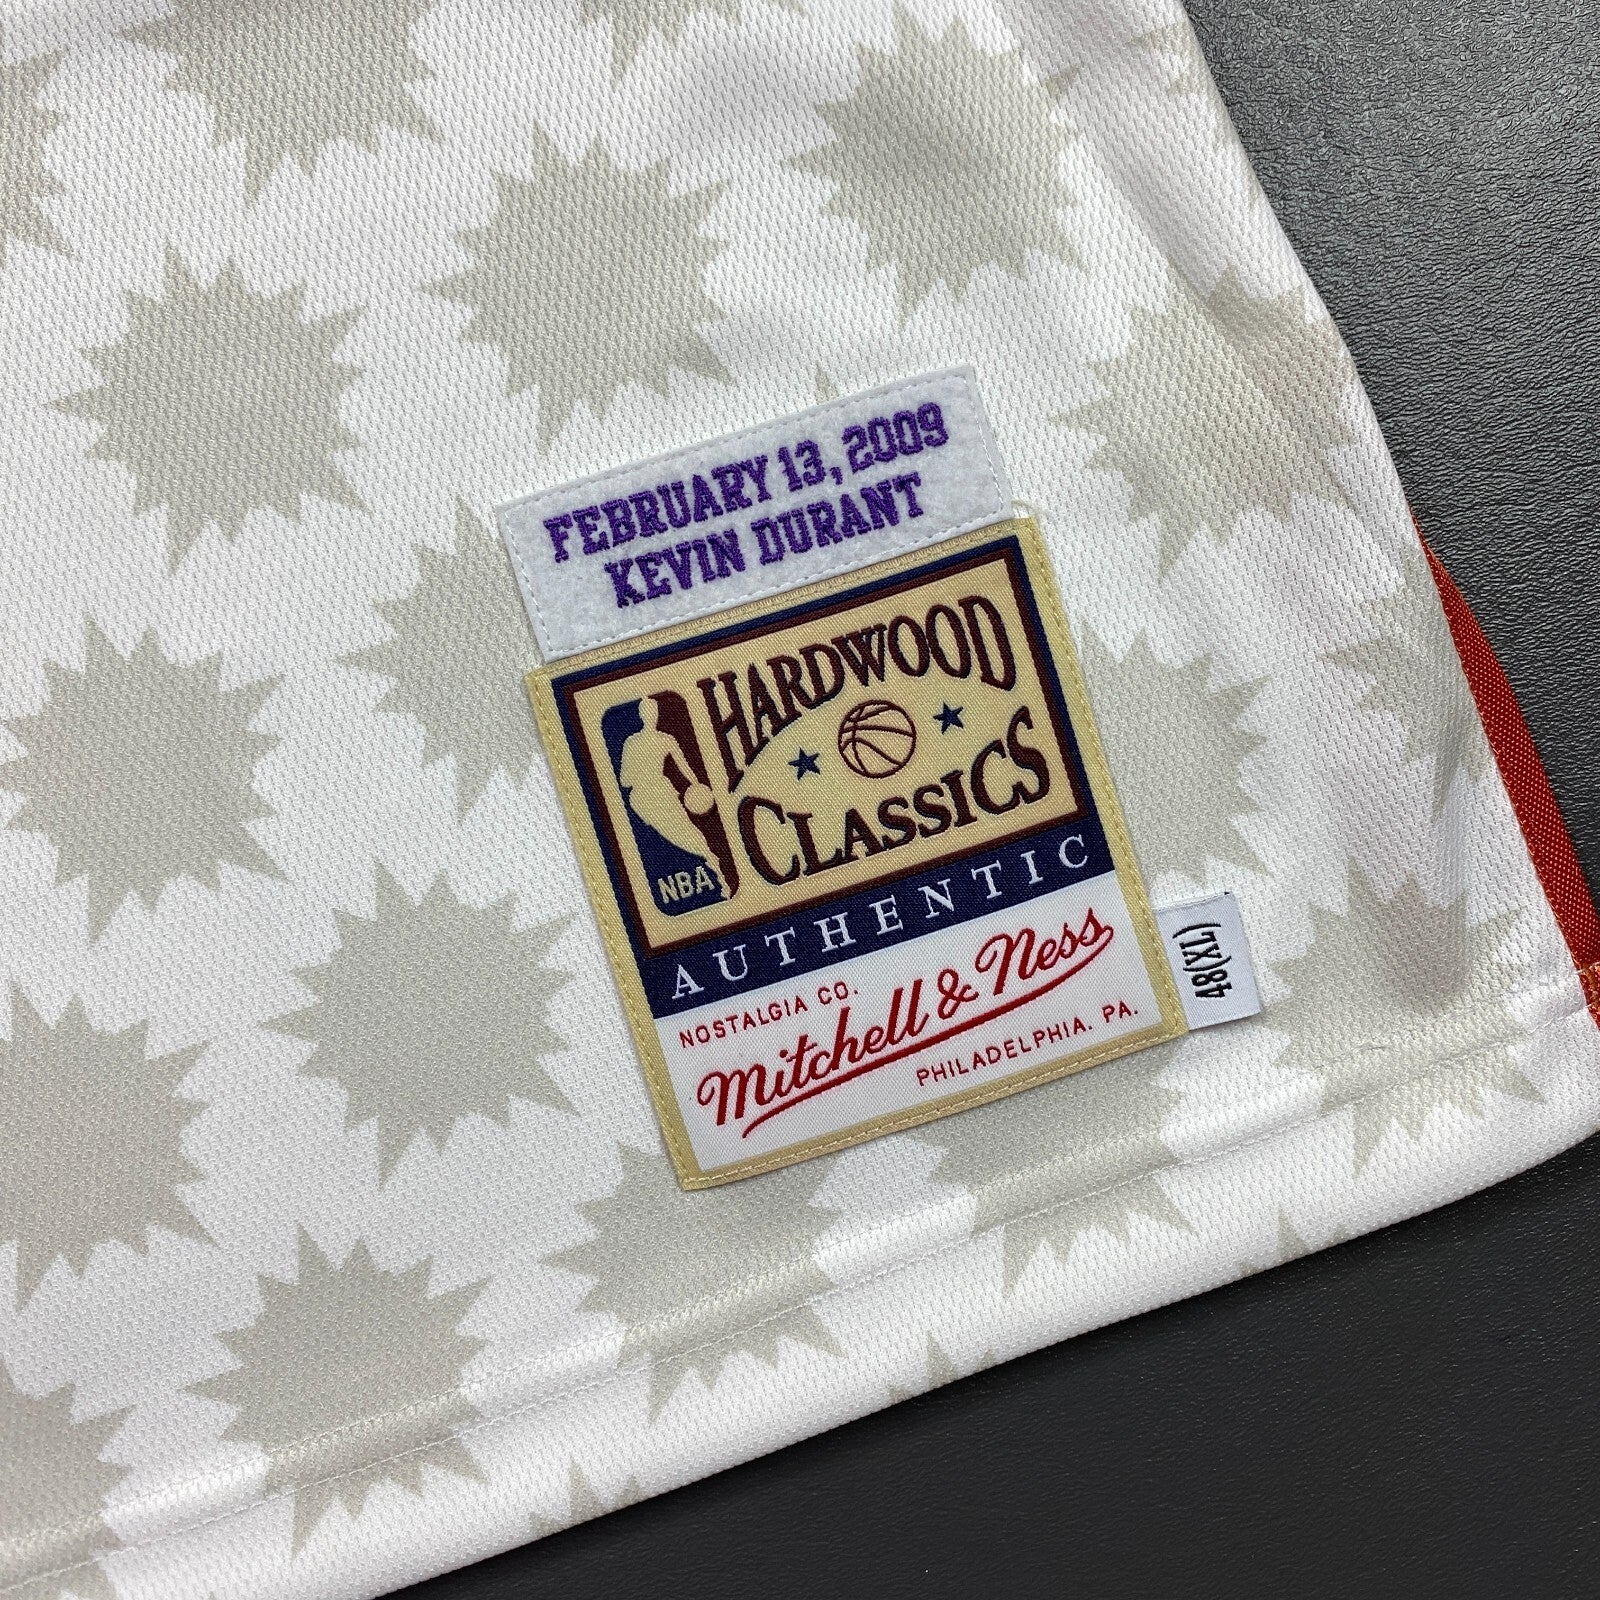 FEBRUARY 13, 2009
KEVIN DURANT
HARDWOOD
CLASSICS
NBA
AUTHENTIC
NOSTALGIA CO.
Mitchell & Ness
PHILADELPHIA. PA.
48(XL)